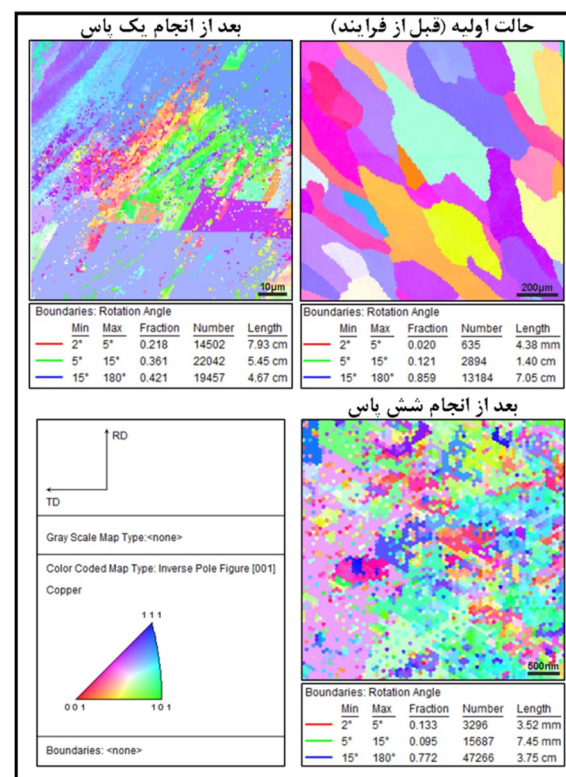 حالت اولیه (قبل از فرایند)
200µm
Boundaries: Rotation Angle
Min Max Fraction Number Length
2° 5° 0.020 635 4.38 mm
5° 15° 0.121 2894 1.40 cm
15° 180° 0.859 13184 7.05 cm
بعد از انجام یک پاس
10µm
Boundaries: Rotation Angle
Min Max Fraction Number Length
2° 5° 0.218 14502 7.93 cm
5° 15° 0.361 22042 5.45 cm
15° 180° 0.421 19457 4.67 cm
بعد از انجام شش پاس
500nm
Boundaries: Rotation Angle
Min Max Fraction Number Length
2° 5° 0.133 3296 3.52 mm
5° 15° 0.095 15687 7.45 mm
15° 180° 0.772 47266 3.75 cm
RD
TD
Gray Scale Map Type:<none>
Color Coded Map Type: Inverse Pole Figure [001]
Copper
111
001 101
Boundaries: <none>